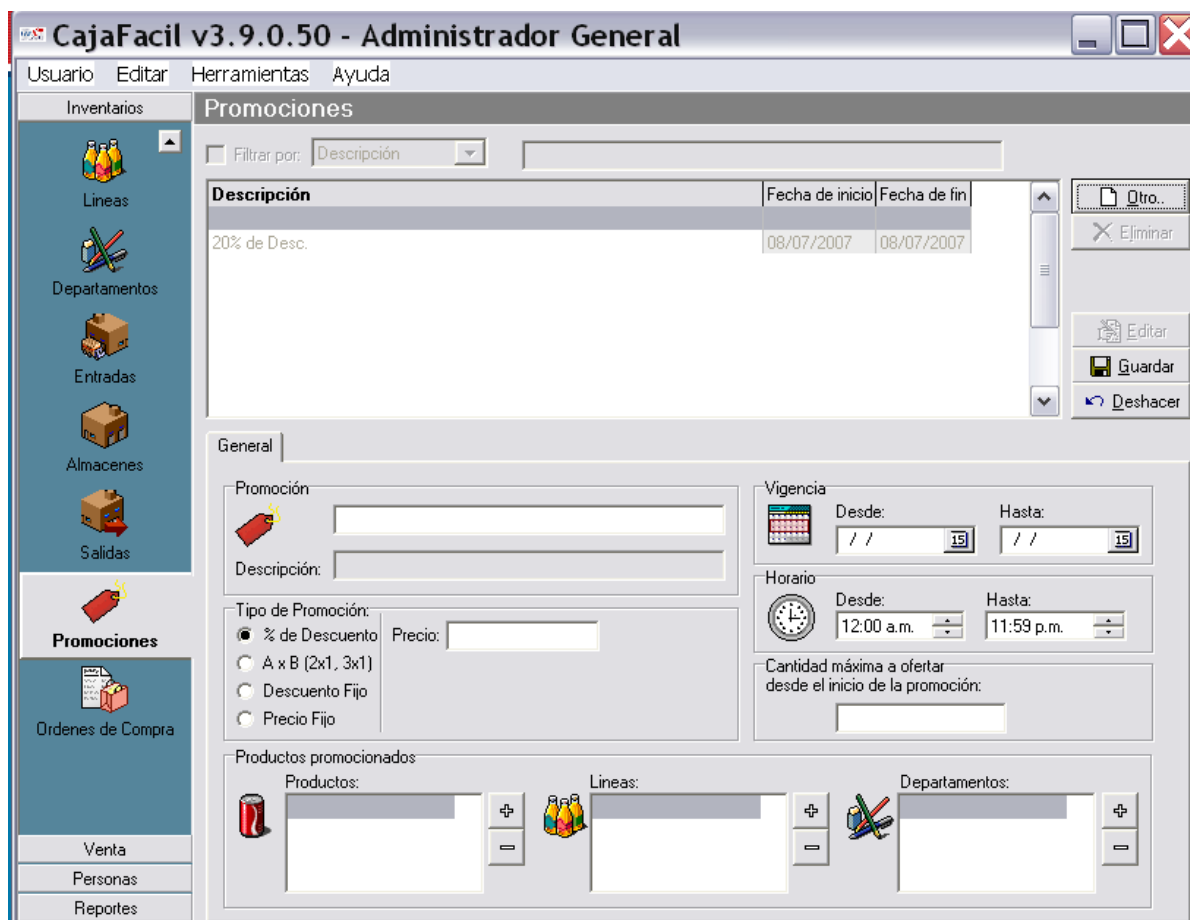 CajaFacil v3.9.0.50 - Administrador General
Usuario Editar Herramientas Ayuda
Inventarios
Lineas
Departamentos
Entradas
Almacenes
Salidas
Promociones
Ordenes de Compra
Venta
Personas
Reportes
Promociones
Filtrar por: Descripción
Descripción Fecha de inicio Fecha de fin
20% de Desc. 08/07/2007 08/07/2007
Otro..
Eliminar
Editar
Guardar
Deshacer
General
Promoción
Descripción:
Vigencia
Desde: Hasta:
/ / 15 / / 15
Horario
Desde: Hasta:
12:00 a.m. 11:59 p.m.
Tipo de Promoción:
% de Descuento Precio:
A x B (2x1, 3x1)
Descuento Fijo
Precio Fijo
Cantidad máxima a ofertar
desde el inicio de la promoción:
Productos promocionados
Productos: Lineas: Departamentos: